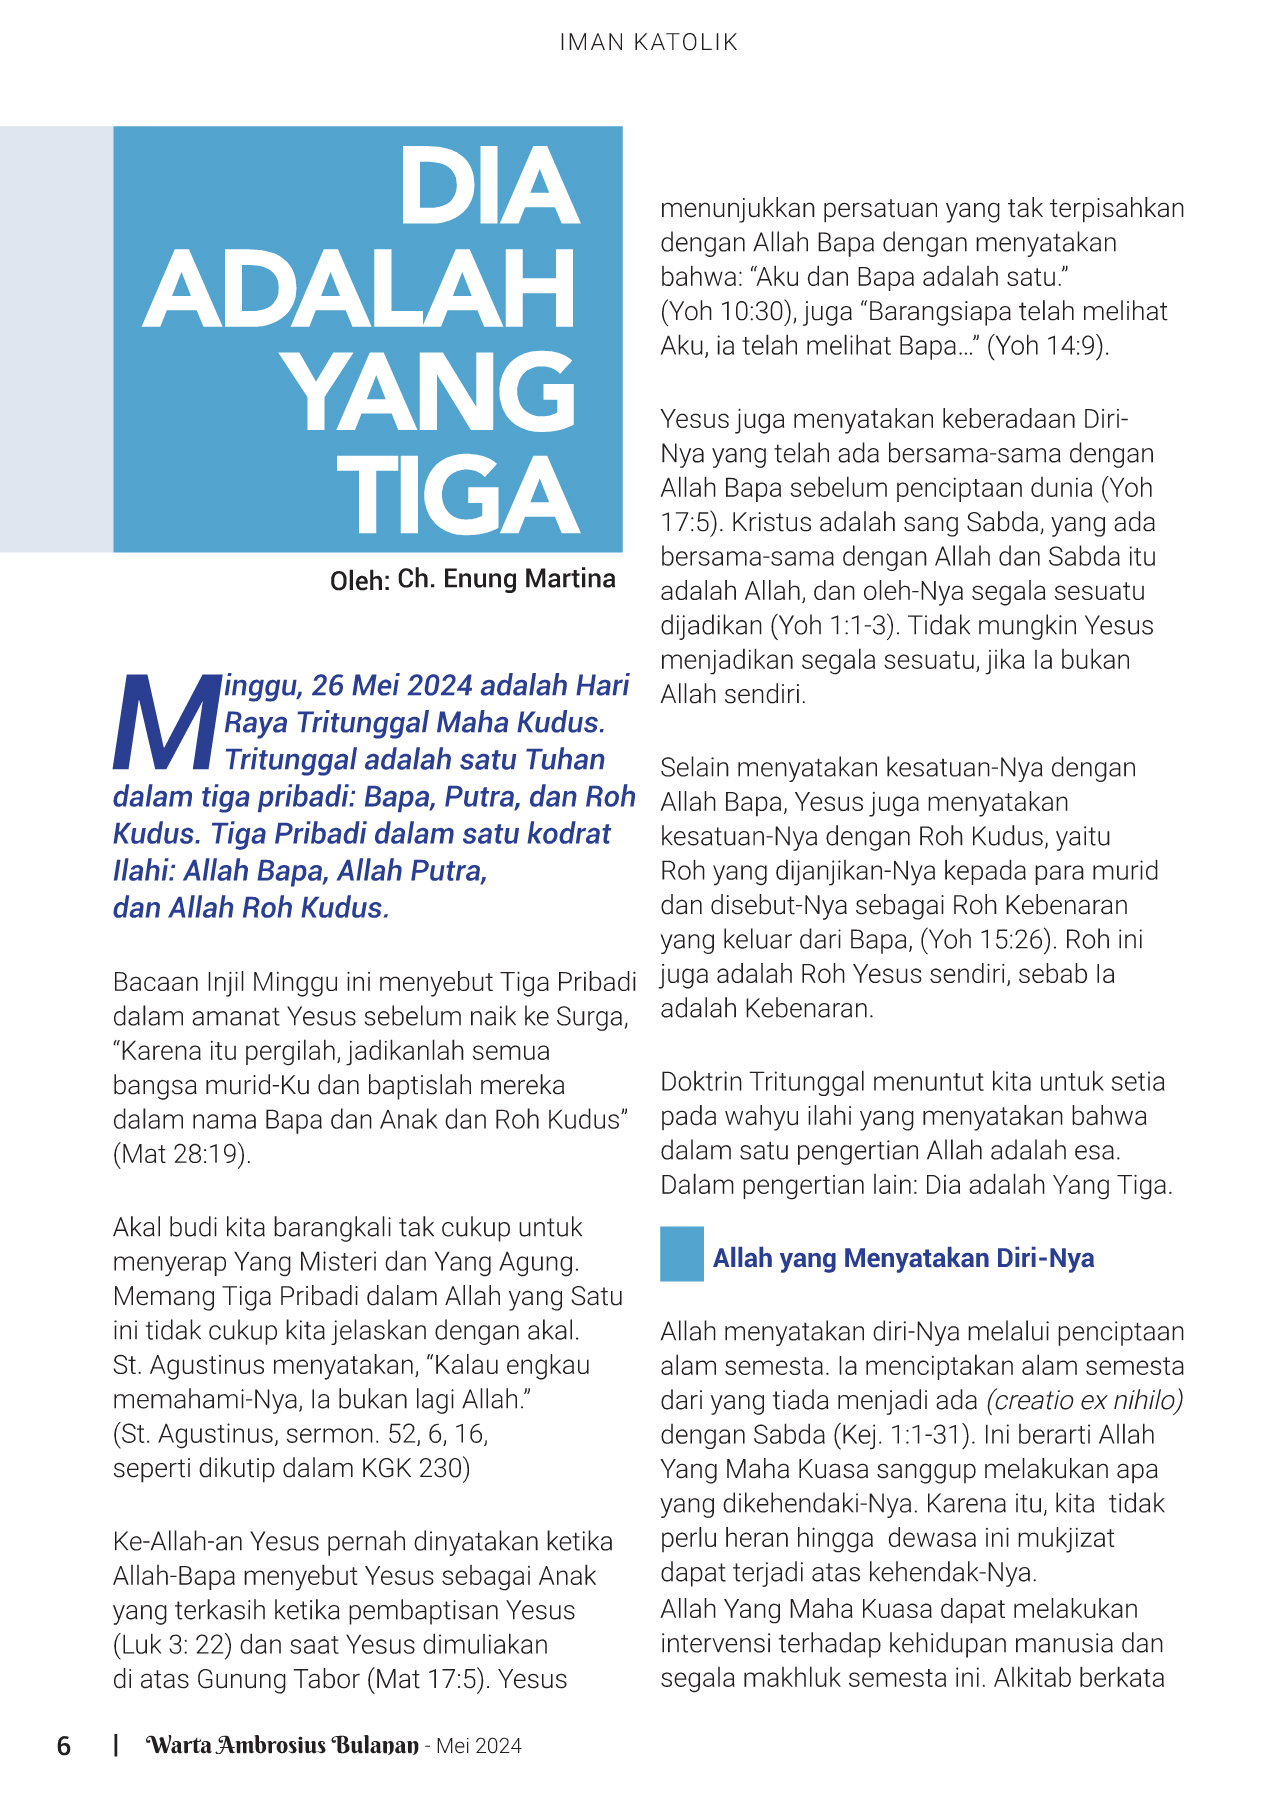 IMAN KATOLIK
DIA
ADALAH
YANG
TIGA
Oleh: Ch. Enung Martina
Minggu, 26 Mei 2024 adalah Hari
Raya Tritunggal Maha Kudus.
Tritunggal adalah satu Tuhan
dalam tiga pribadi: Bapa, Putra, dan Roh
Kudus. Tiga Pribadi dalam satu kodrat
Ilahi: Allah Bapa, Allah Putra,
dan Allah Roh Kudus.
Bacaan Injil Minggu ini menyebut Tiga Pribadi
dalam amanat Yesus sebelum naik ke Surga,
“Karena itu pergilah, jadikanlah semua
bangsa murid-Ku dan baptislah mereka
dalam nama Bapa dan Anak dan Roh Kudus”
(Mat 28:19).
Akal budi kita barangkali tak cukup untuk
menyerap Yang Misteri dan Yang Agung.
Memang Tiga Pribadi dalam Allah yang Satu
ini tidak cukup kita jelaskan dengan akal.
St. Agustinus menyatakan, “Kalau engkau
memahami-Nya, Ia bukan lagi Allah.”
(St. Agustinus, sermon. 52, 6, 16,
seperti dikutip dalam KGK 230)
Ke-Allah-an Yesus pernah dinyatakan ketika
Allah-Bapa menyebut Yesus sebagai Anak
yang terkasih ketika pembaptisan Yesus
(Luk 3: 22) dan saat Yesus dimuliakan
di atas Gunung Tabor (Mat 17:5). Yesus
menunjukkan persatuan yang tak terpisahkan
dengan Allah Bapa dengan menyatakan
bahwa: “Aku dan Bapa adalah satu.”
(Yoh 10:30), juga “Barangsiapa telah melihat
Aku, ia telah melihat Bapa…” (Yoh 14:9).
Yesus juga menyatakan keberadaan Diri-
Nya yang telah ada bersama-sama dengan
Allah Bapa sebelum penciptaan dunia (Yoh
17:5). Kristus adalah sang Sabda, yang ada
bersama-sama dengan Allah dan Sabda itu
adalah Allah, dan oleh-Nya segala sesuatu
dijadikan (Yoh 1:1-3). Tidak mungkin Yesus
menjadikan segala sesuatu, jika Ia bukan
Allah sendiri.
Selain menyatakan kesatuan-Nya dengan
Allah Bapa, Yesus juga menyatakan
kesatuan-Nya dengan Roh Kudus, yaitu
Roh yang dijanjikan-Nya kepada para murid
dan disebut-Nya sebagai Roh Kebenaran
yang keluar dari Bapa, (Yoh 15:26). Roh ini
juga adalah Roh Yesus sendiri, sebab Ia
adalah Kebenaran.
Doktrin Tritunggal menuntut kita untuk setia
pada wahyu ilahi yang menyatakan bahwa
dalam satu pengertian Allah adalah esa.
Dalam pengertian lain: Dia adalah Yang Tiga.
Allah yang Menyatakan Diri-Nya
Allah menyatakan diri-Nya melalui penciptaan
alam semesta. Ia menciptakan alam semesta
dari yang tiada menjadi ada (creatio ex nihilo)
dengan Sabda (Kej. 1:1-31). Ini berarti Allah
Yang Maha Kuasa sanggup melakukan apa
yang dikehendaki-Nya. Karena itu, kita tidak
perlu heran hingga dewasa ini mukjizat
dapat terjadi atas kehendak-Nya.
Allah Yang Maha Kuasa dapat melakukan
intervensi terhadap kehidupan manusia dan
segala makhluk semesta ini. Alkitab berkata
6 | Warta Ambrosius Bulanan - Mei 2024